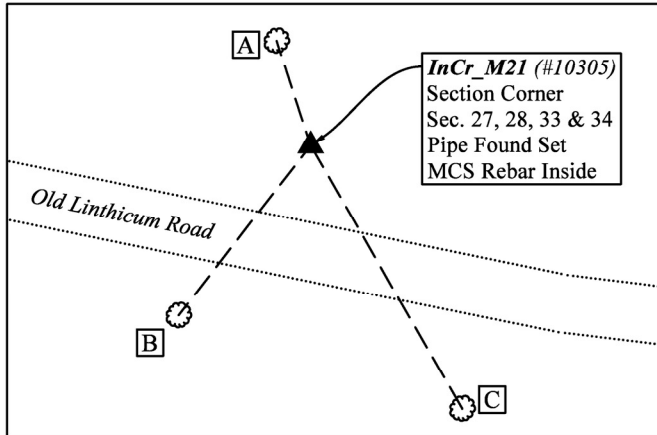 A
InCr_M21 (#10305)
Section Corner
Sec. 27, 28, 33 & 34
Pipe Found Set
MCS Rebar Inside
Old Linthicum Road
B
C